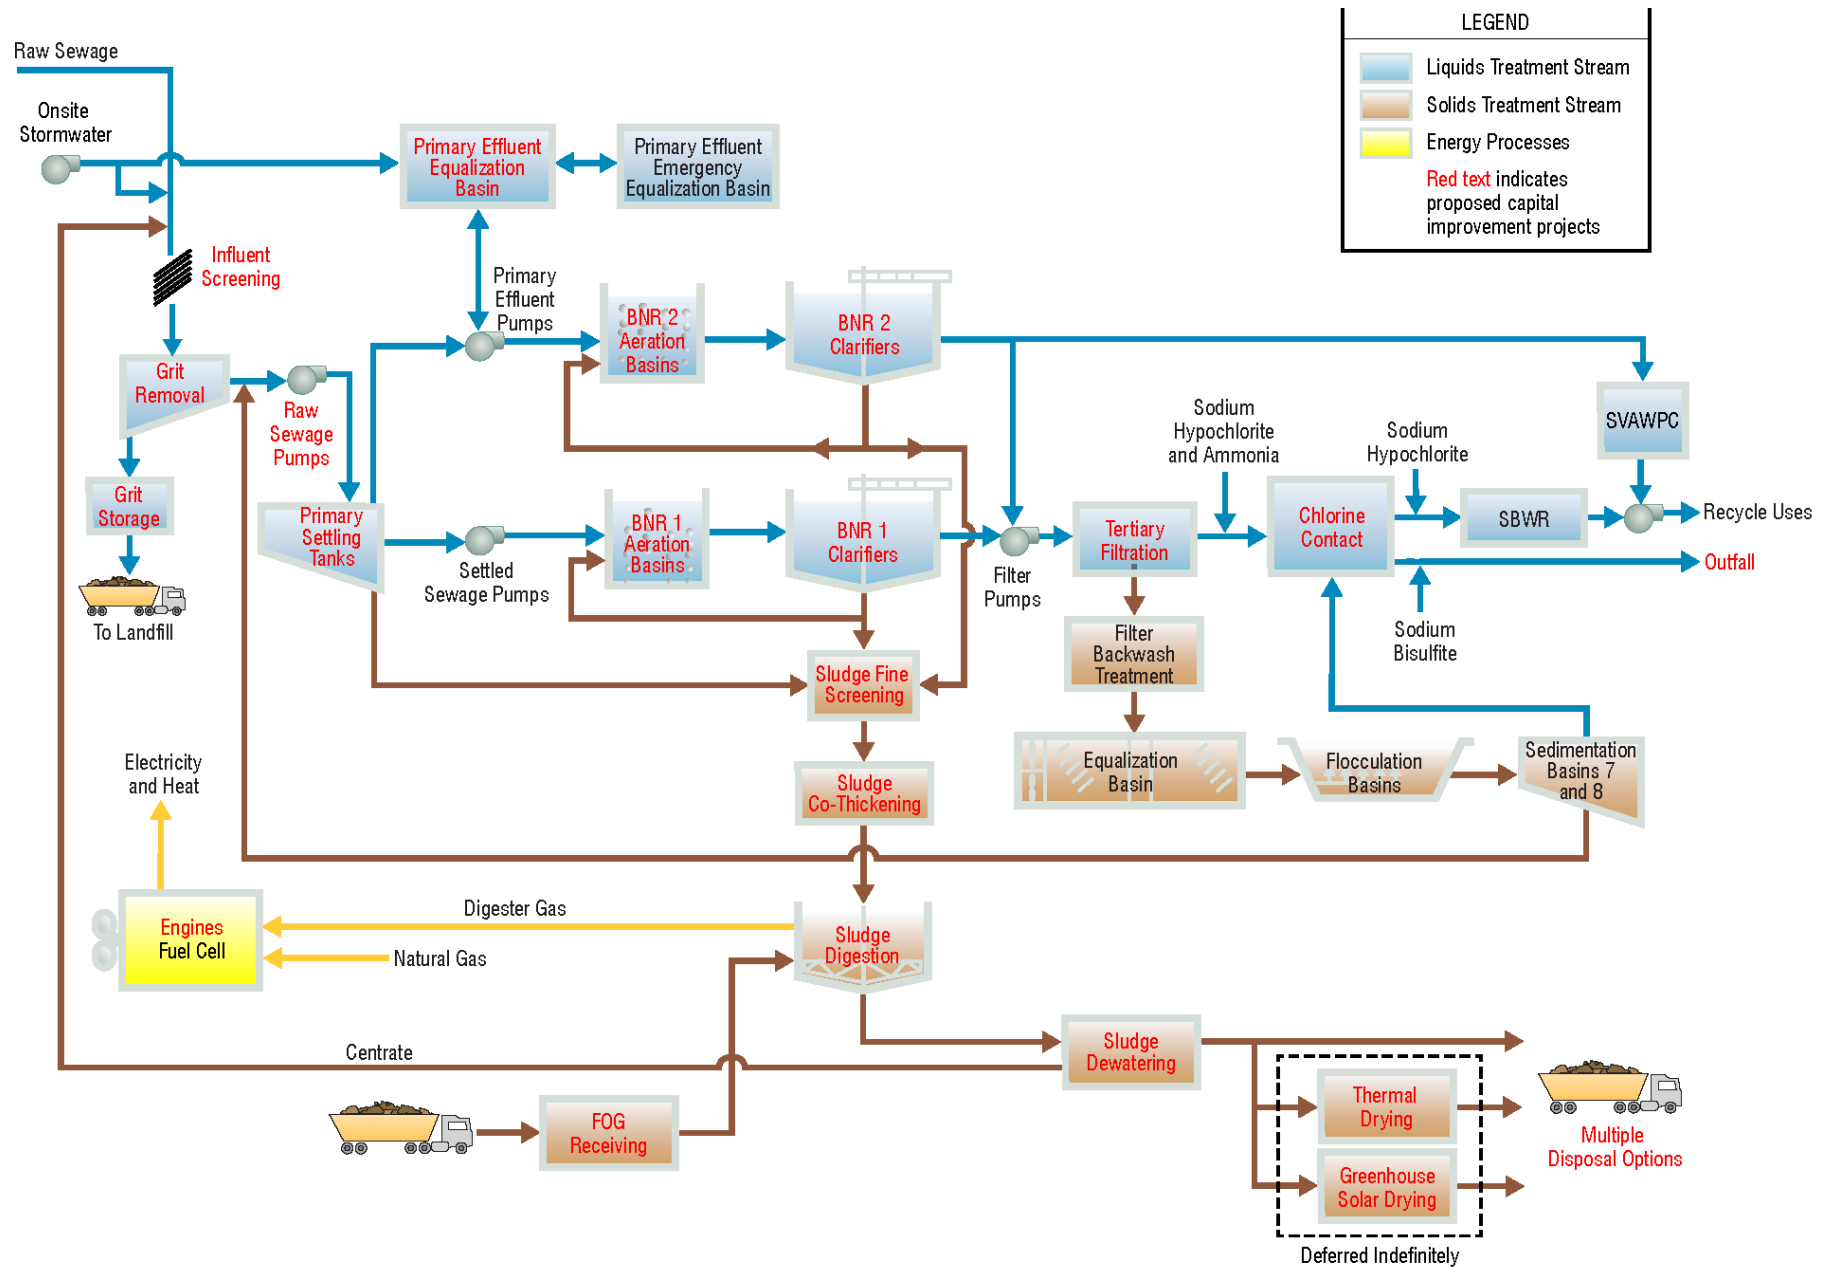 LEGEND
Liquids Treatment Stream
Solids Treatment Stream
Energy Processes
Red text indicates
proposed capital
improvement projects
Raw Sewage
Onsite
Stormwater
Primary Effluent
Equalization
Basin
Primary Effluent
Emergency
Equalization Basin
Influent
Screening
Primary
Effluent
Pumps
BNR 2
Aeration
Basins
BNR 2
Clarifiers
Grit
Removal
Raw
Sewage
Pumps
SVAWPC
Sodium
Hypochlorite
and Ammonia
Sodium
Hypochlorite
Grit
Storage
Primary
Settling
Tanks
Settled
Sewage Pumps
BNR 1
Aeration
Basins
BNR 1
Clarifiers
Filter
Pumps
Tertiary
Filtration
Chlorine
Contact
SBWR
Recycle Uses
Outfall
Sodium
Bisulfite
To Landfill
Filter
Backwash
Treatment
Sludge Fine
Screening
Equalization
Basin
Flocculation
Basins
Sedimentation
Basins 7
and 8
Electricity
and Heat
Sludge
Co-Thickening
Engines
Fuel Cell
Digester Gas
Natural Gas
Sludge
Digestion
Centrate
Sludge
Dewatering
FOG
Receiving
Thermal
Drying
Greenhouse
Solar Drying
Multiple
Disposal Options
Deferred Indefinitely